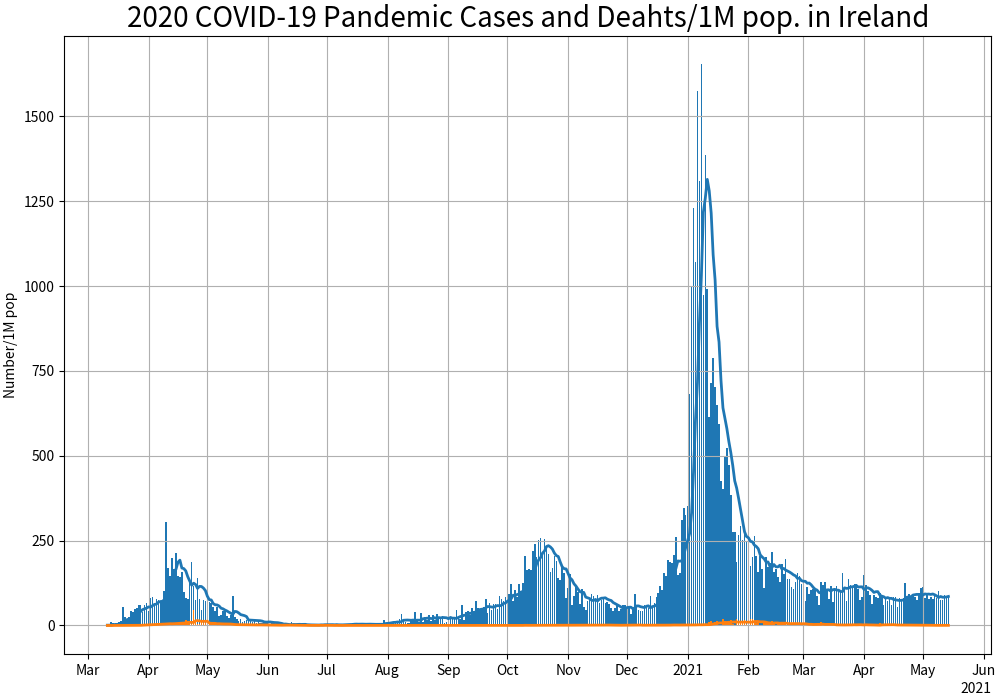 2020 COVID-19 Pandemic Cases and Deahts/1M pop. in Ireland
Number/1M pop
1500
1250
1000
750
500
250
0
Mar Apr May Jun Jul Aug Sep Oct Nov Dec 2021 Feb Mar Apr May Jun
2021